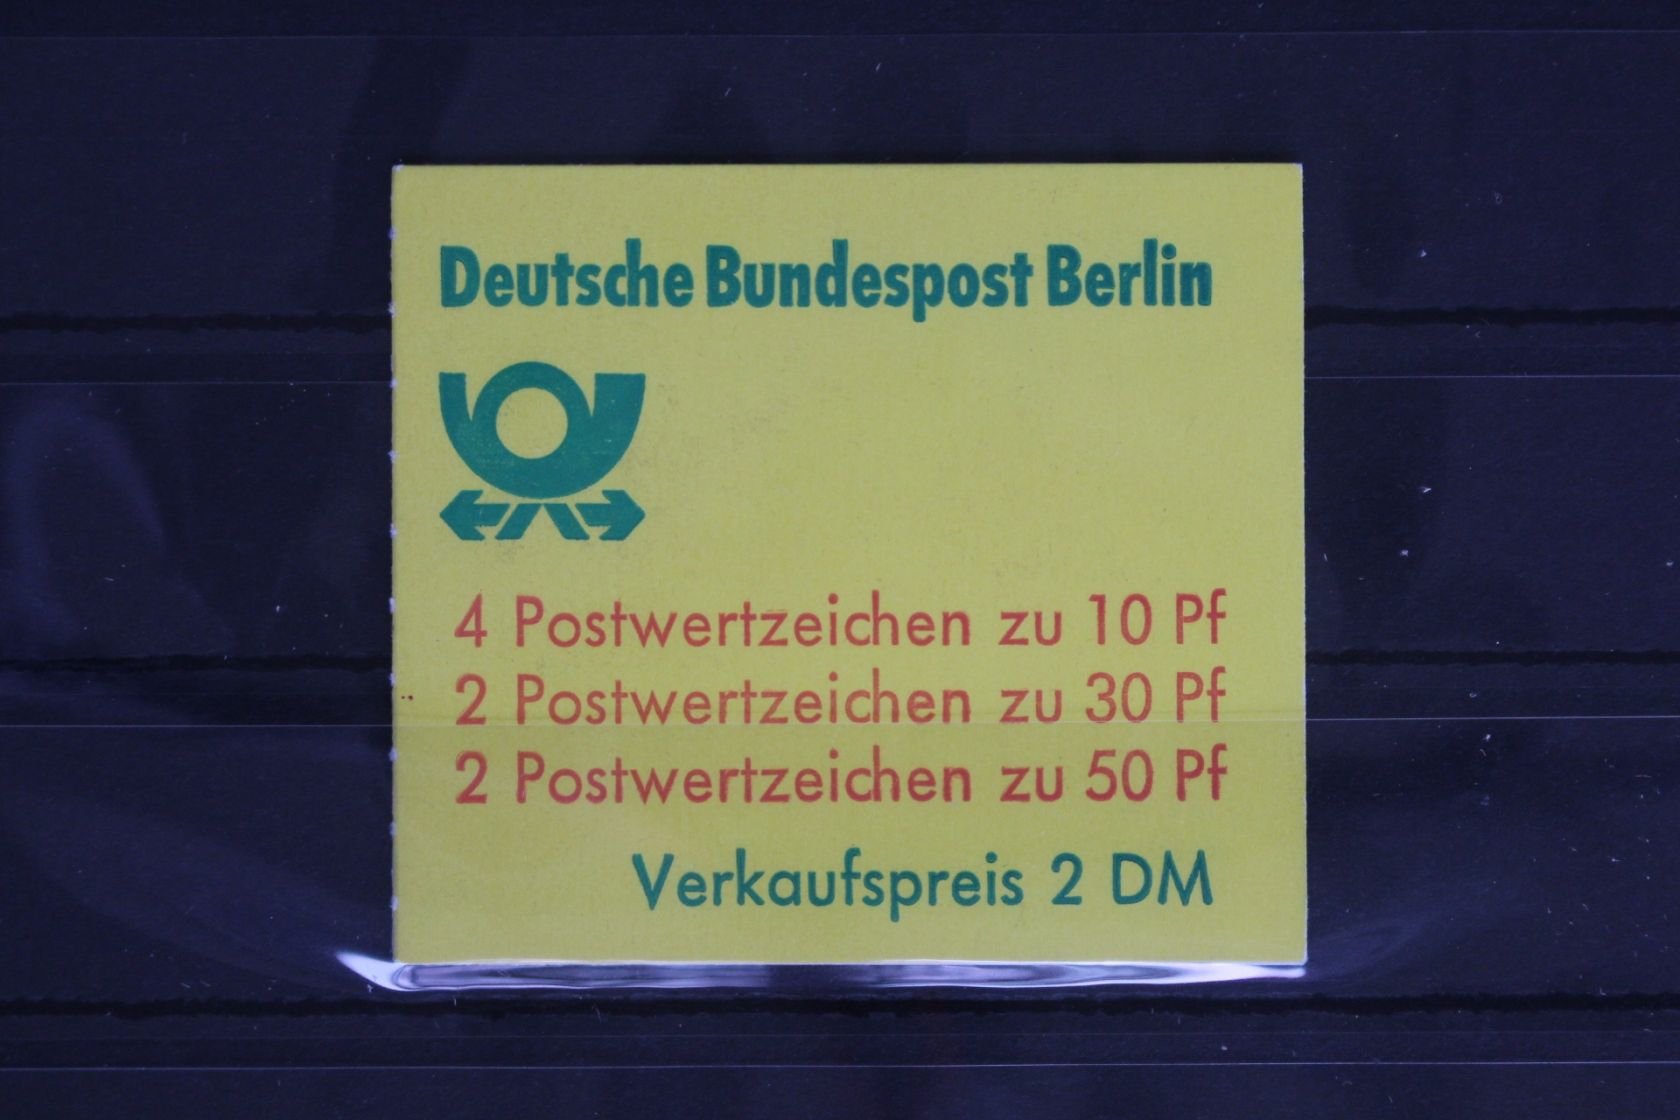 Deutsche Bundespost Berlin
4 Postwertzeichen zu 10 Pf
2 Postwertzeichen zu 30 Pf
2 Postwertzeichen zu 50 Pf
Verkaufspreis 2 DM